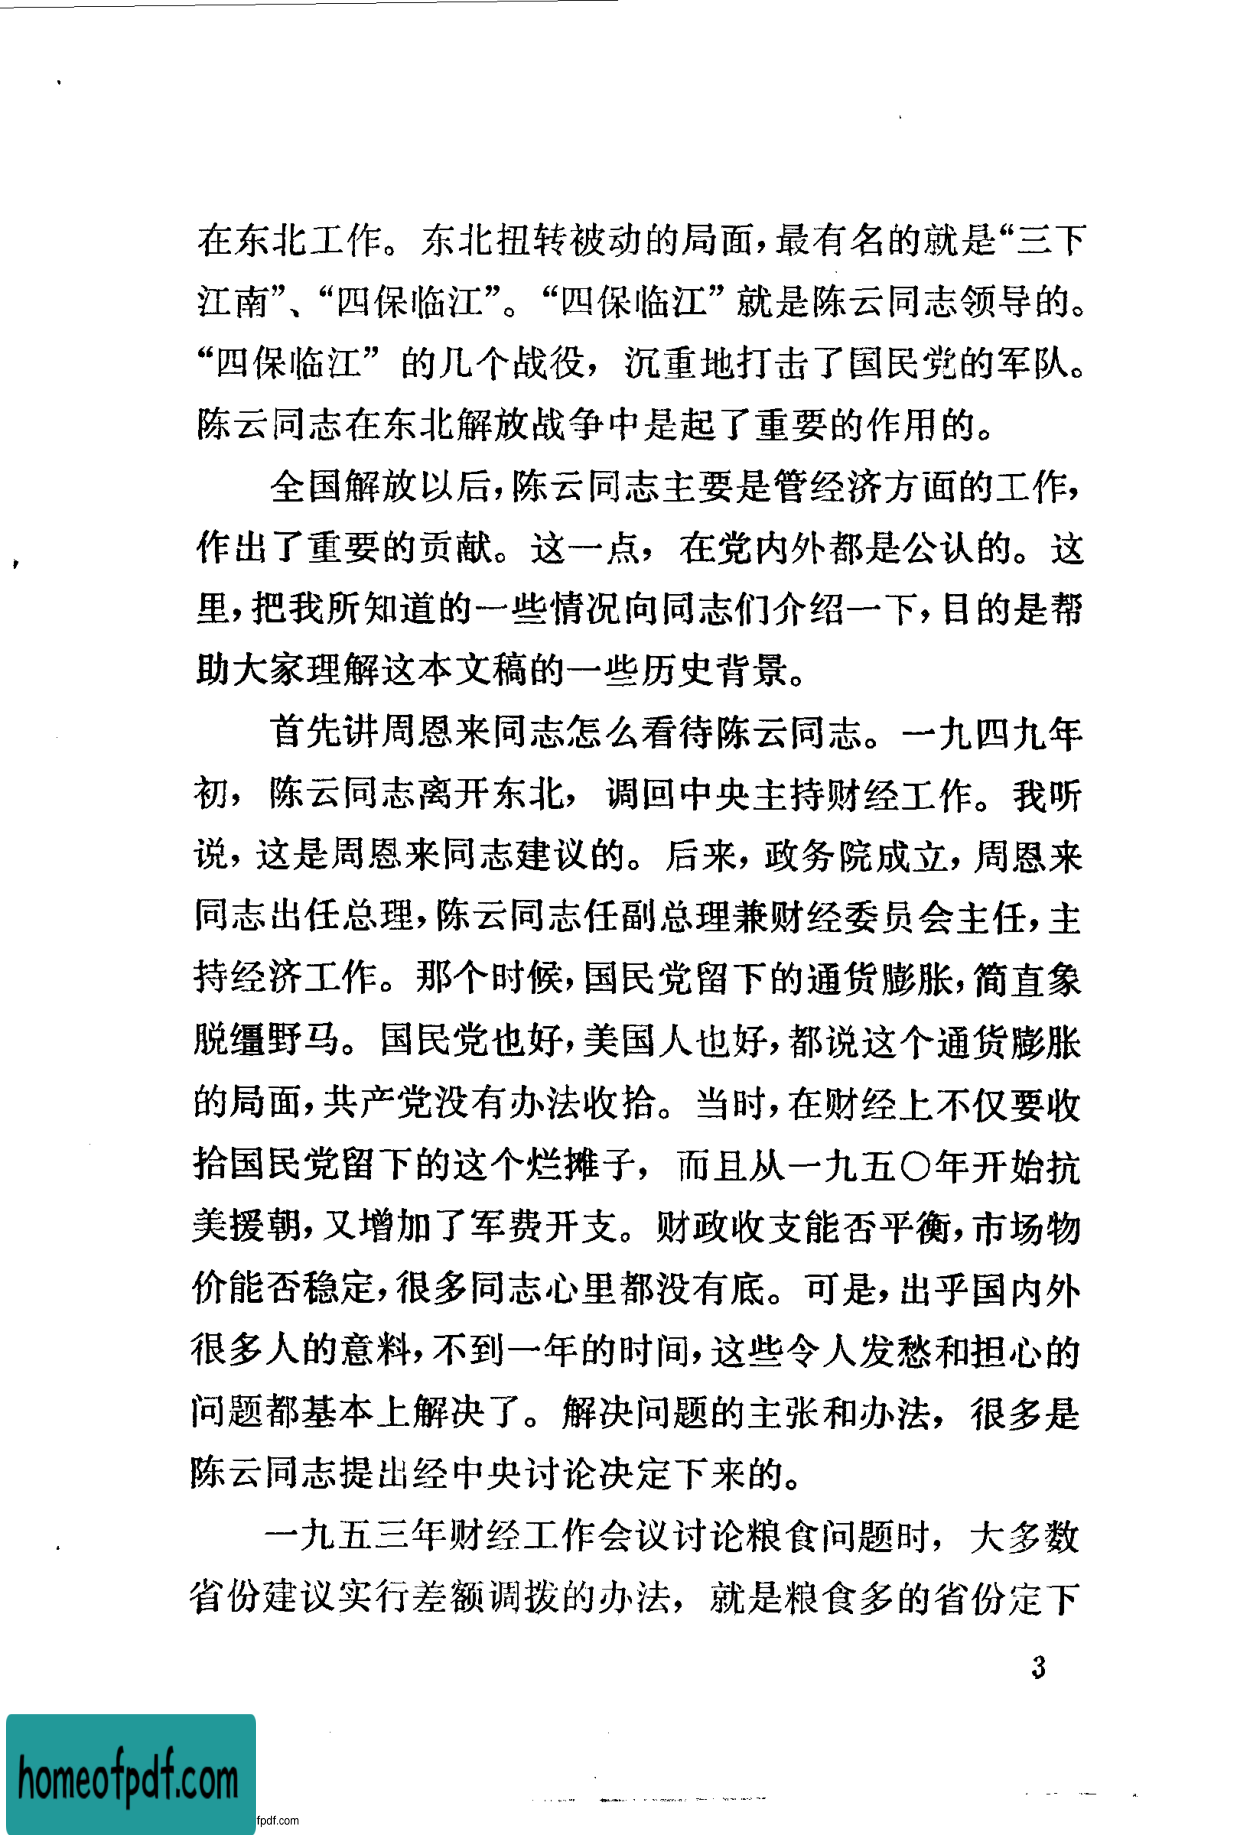 在东北工作。东北扭转被动的局面，最有名的就是“三下
江南”、“四保临江”。“四保临江”就是陈云同志领导的。
“四保临江”的几个战役，沉重地打击了国民党的军队。
陈云同志在东北解放战争中是起了重要的作用的。
全国解放以后，陈云同志主要是管经济方面的工作，
作出了重要的贡献。这一点，在党内外都是公认的。这
里，把我所知道的一些情况向同志们介绍一下，目的是帮
助大家理解这本文稿的一些历史背景。
首先讲周恩来同志怎么看待陈云同志。一九四九年
初，陈云同志离开东北，调回中央主持财经工作。我听
说，这是周恩来同志建议的。后来，政务院成立，周恩来
同志出任总理，陈云同志任副总理兼财经委员会主任，主
持经济工作。那个时候，国民党留下的通货膨胀，简直象
脱缰野马。国民党也好，美国人也好，都说这个通货膨胀
的局面，共产党没有办法收拾。当时，在财经上不仅要收
拾国民党留下的这个烂摊子，而且从一九五〇年开始抗
美援朝，又增加了军费开支。财政收支能否平衡，市场物
价能否稳定，很多同志心里都没有底。可是，出乎国内外
很多人的意料，不到一年的时间，这些令人发愁和担心的
问题都基本上解决了。解决问题的主张和办法，很多是
陈云同志提出经中央讨论决定下来的。
一九五三年财经工作会议讨论粮食问题时，大多数
省份建议实行差额调拨的办法，就是粮食多的省份定下
3
homeofpdf.com
fpdf.com